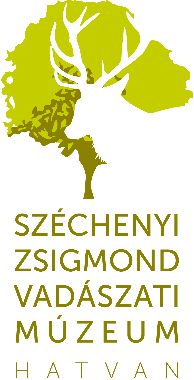 SZÉCHENYI
ZSIGMOND
VADÁSZATI
MÚZEUM
HATVAN